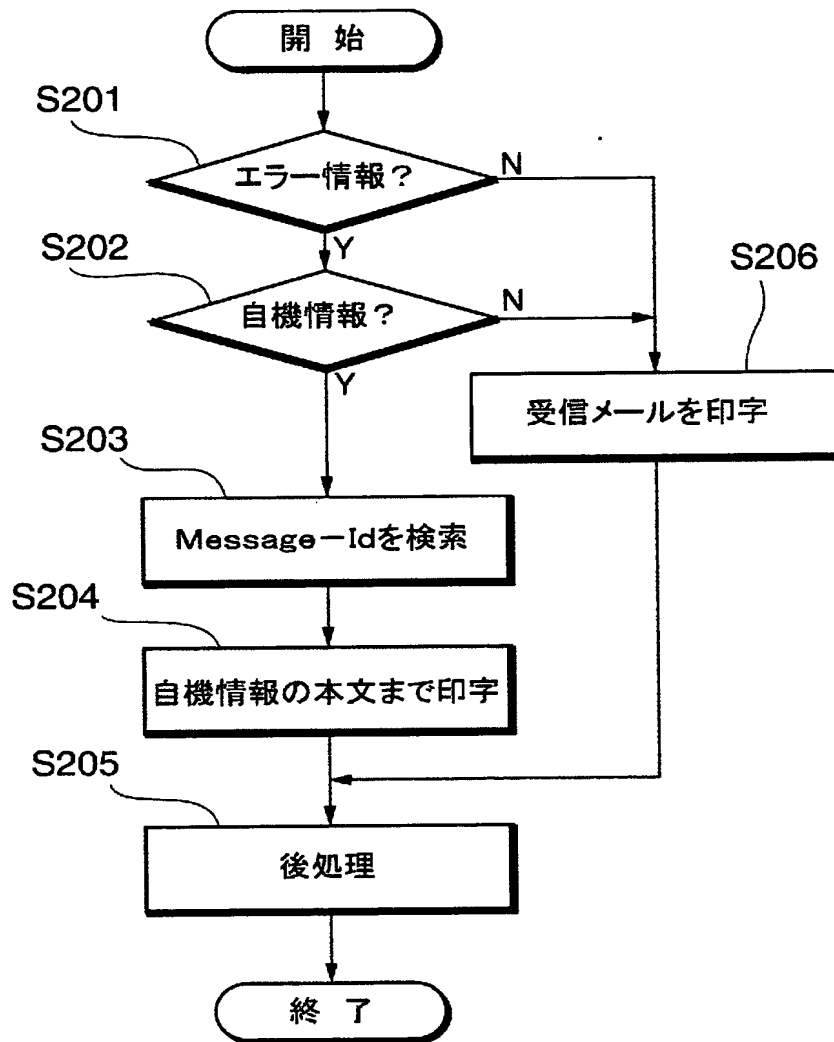 開 始
S201
エラー情報?
N
Y
S202
自機情報?
N
Y
S206
受信メールを印字
S203
Message-Idを検索
S204
自機情報の本文まで印字
S205
後処理
終 了